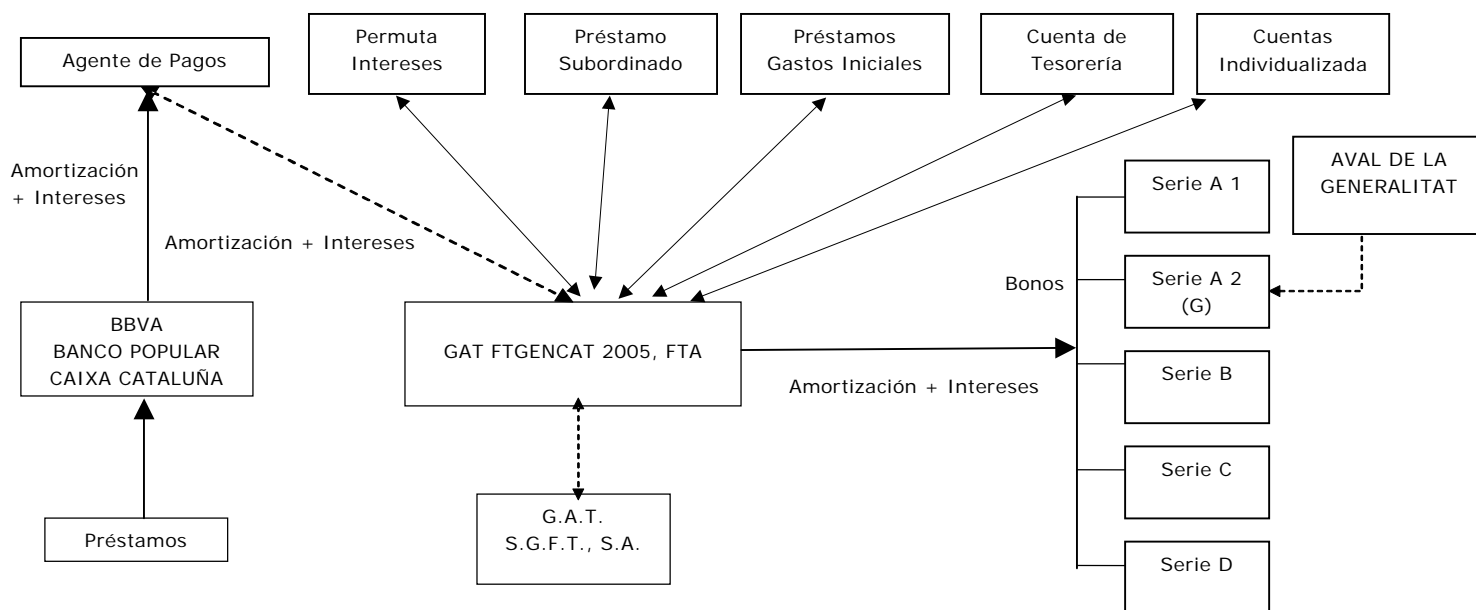 Agente de Pagos
Permuta
Intereses
Préstamo
Subordinado
Préstamos
Gastos Iniciales
Cuenta de
Tesorería
Cuentas
Individualizada
Amortización
+ Intereses
Amortización + Intereses
BBVA
BANCO POPULAR
CAIXA CATALUÑA
Préstamos
GAT FTGENCAT 2005, FTA
G.A.T.
S.G.F.T., S.A.
Amortización + Intereses
Bonos
Serie A 1
Serie A 2
(G)
Serie B
Serie C
Serie D
AVAL DE LA
GENERALITAT